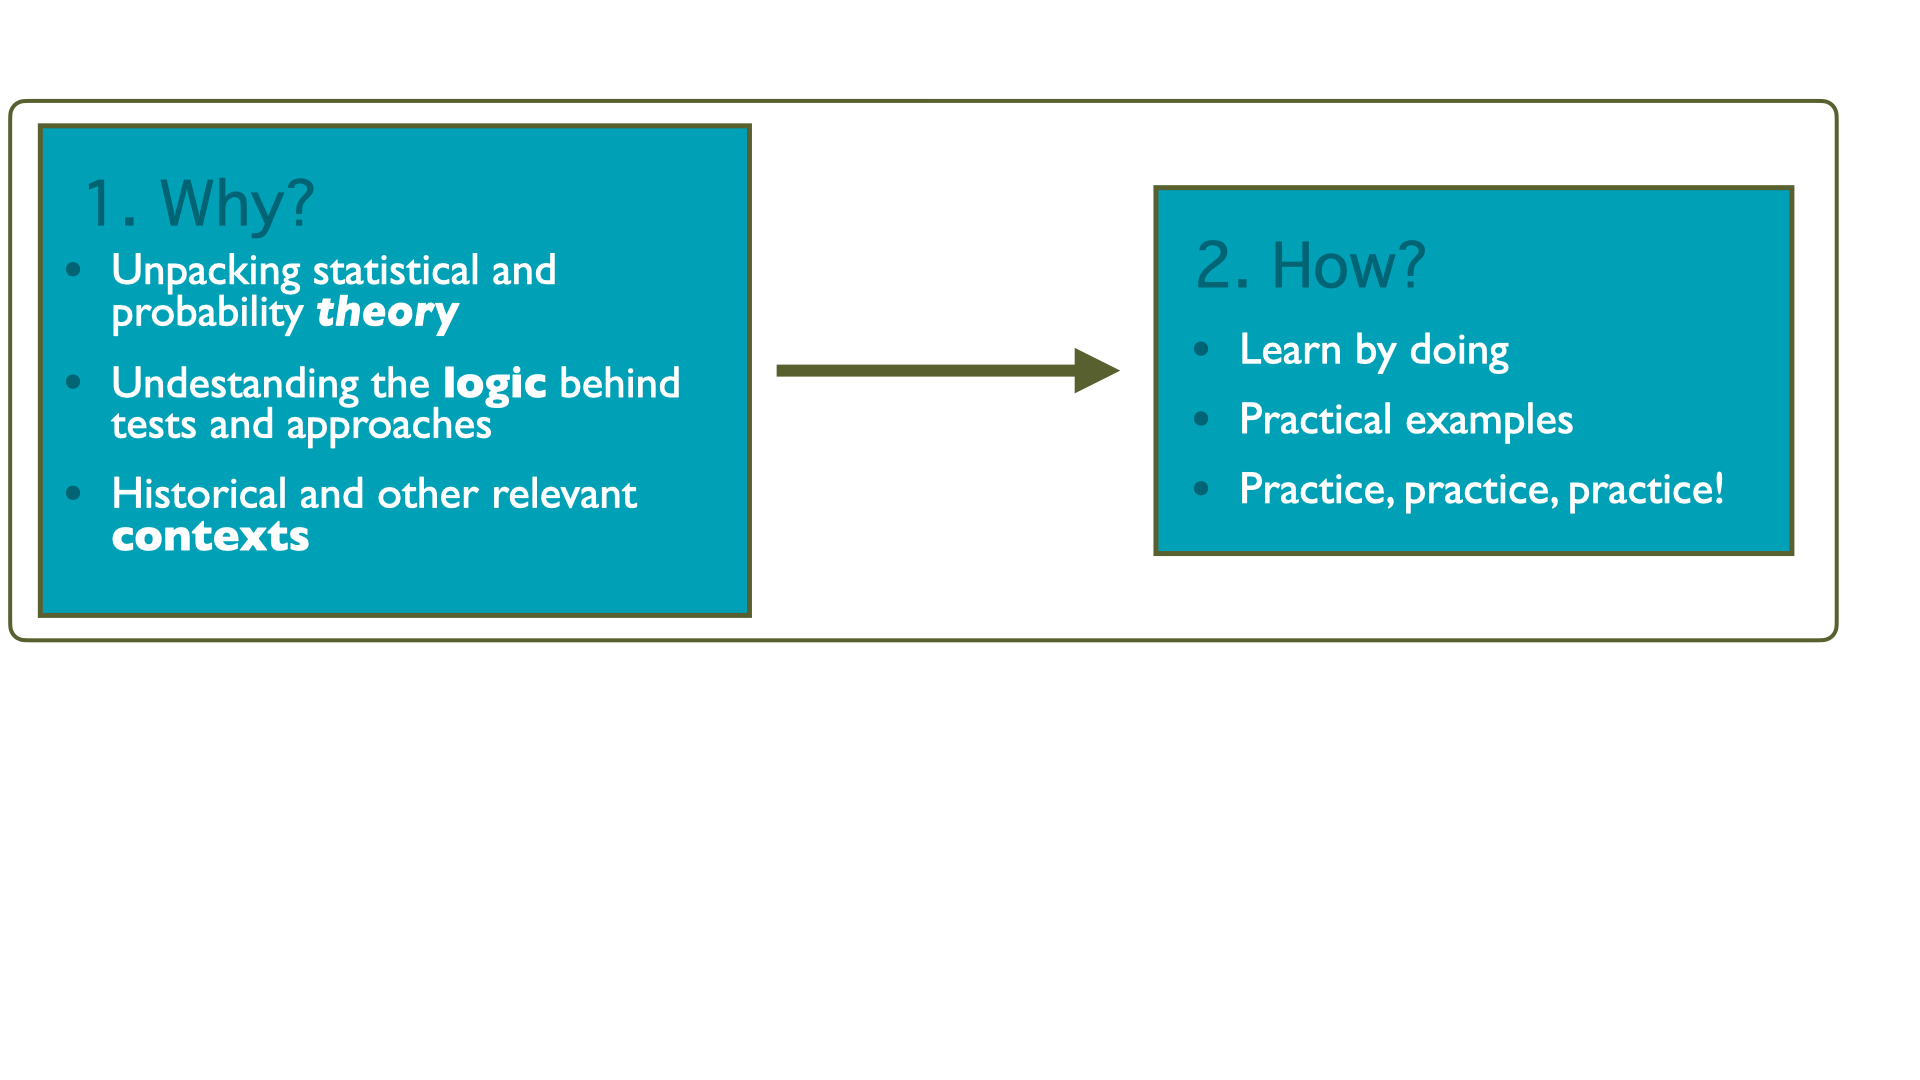 1. Why?
• Unpacking statistical and
probability theory
• Undestanding the logic behind
tests and approaches
• Historical and other relevant
contexts
2. How?
• Learn by doing
• Practical examples
• Practice, practice, practice!